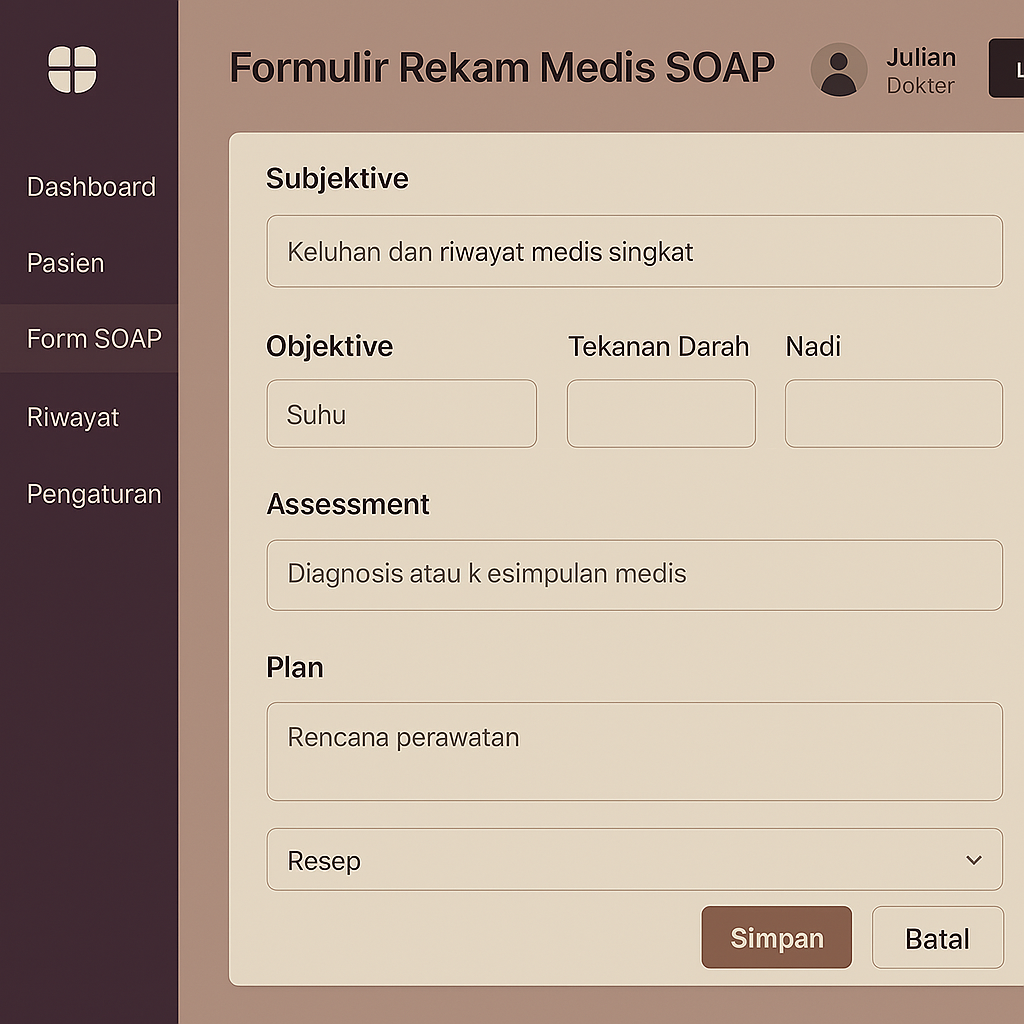 Formulir Rekam Medis SOAP
Julian
Dokter
L
Dashboard
Pasien
Form SOAP
Riwayat
Pengaturan
Subjektive
Keluhan dan riwayat medis singkat
Objektive
Tekanan Darah
Nadi
Suhu
Assessment
Diagnosis atau k esimpulan medis
Plan
Rencana perawatan
Resep
Simpan
Batal